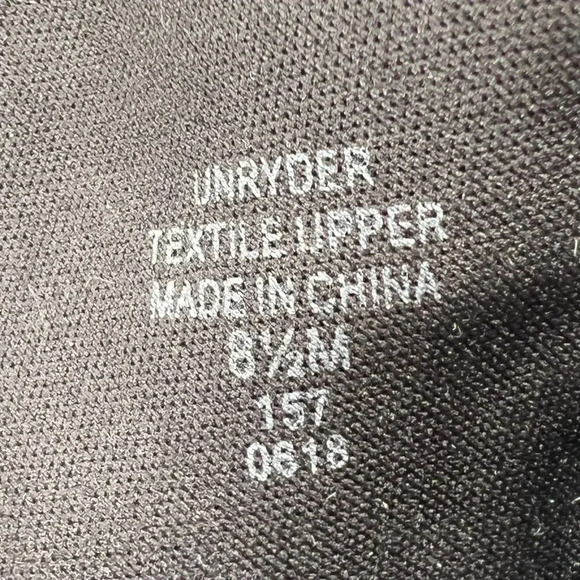 UNRYDER
TEXTILE UPPER
MADE IN CHINA
8½M
157
0618